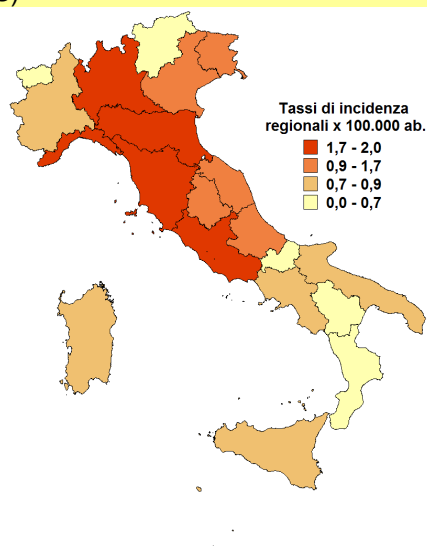 Tassi di incidenza
regionali x 100.000 ab.
1,7 - 2,0
0,9 - 1,7
0,7 - 0,9
0,0 - 0,7